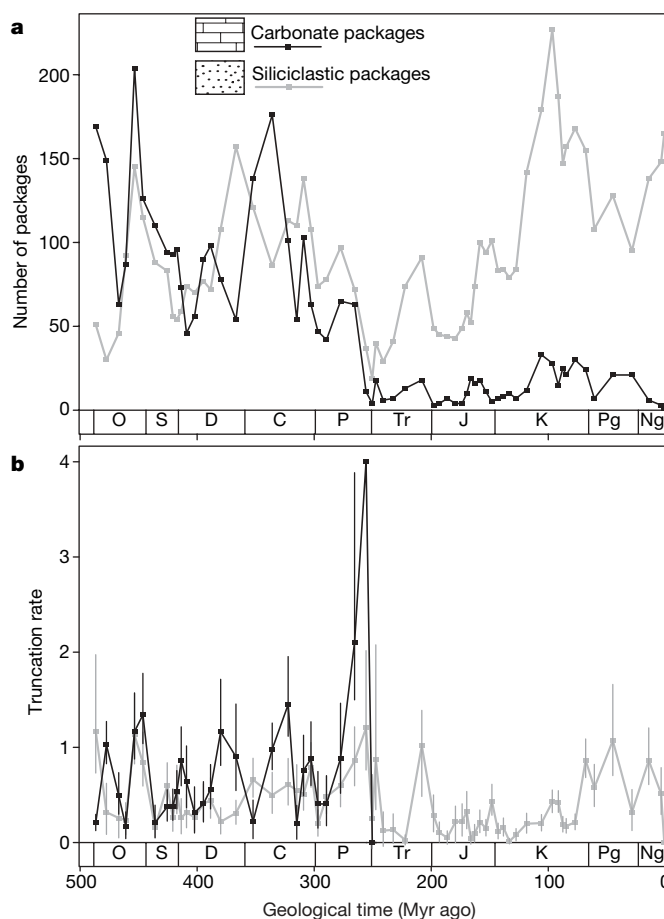 a
Carbonate packages
Siliciclastic packages
200
150
100
50
0
Number of packages
O S D C P Tr J K Pg Ng
b
4
3
2
1
0
Truncation rate
O S D C P Tr J K Pg Ng
500 400 300 200 100 0
Geological time (Myr ago)